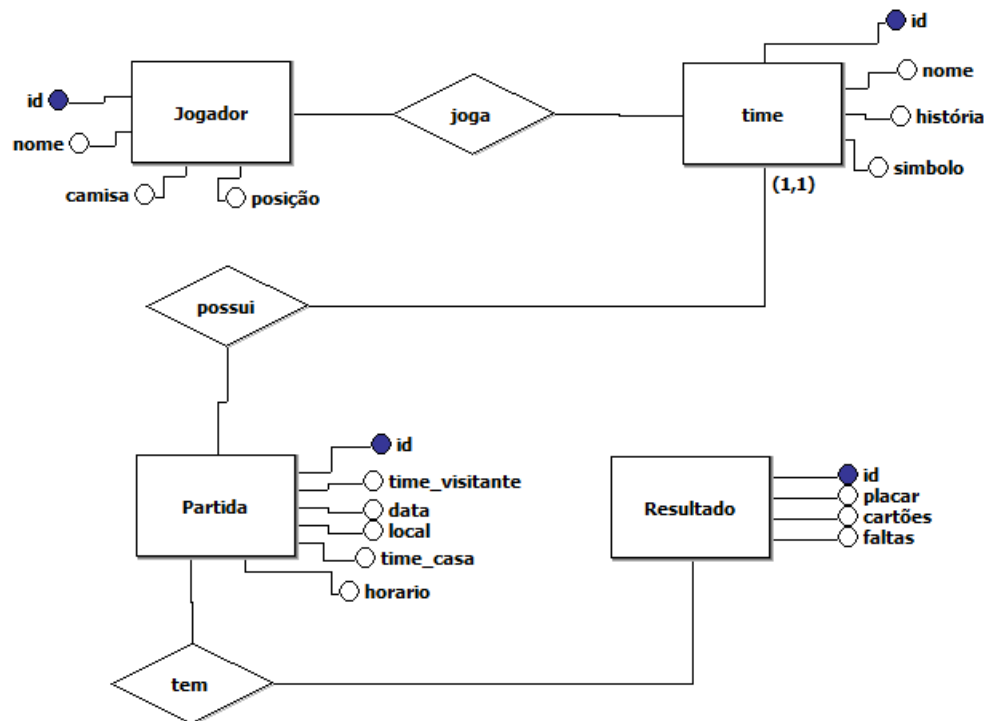 id
Jogador
id
nome
camisa
posição
joga
time
nome
história
simbolo
(1,1)
possui
Partida
id
time_visitante
data
local
time_casa
horario
Resultado
id
placar
cartões
faltas
tem